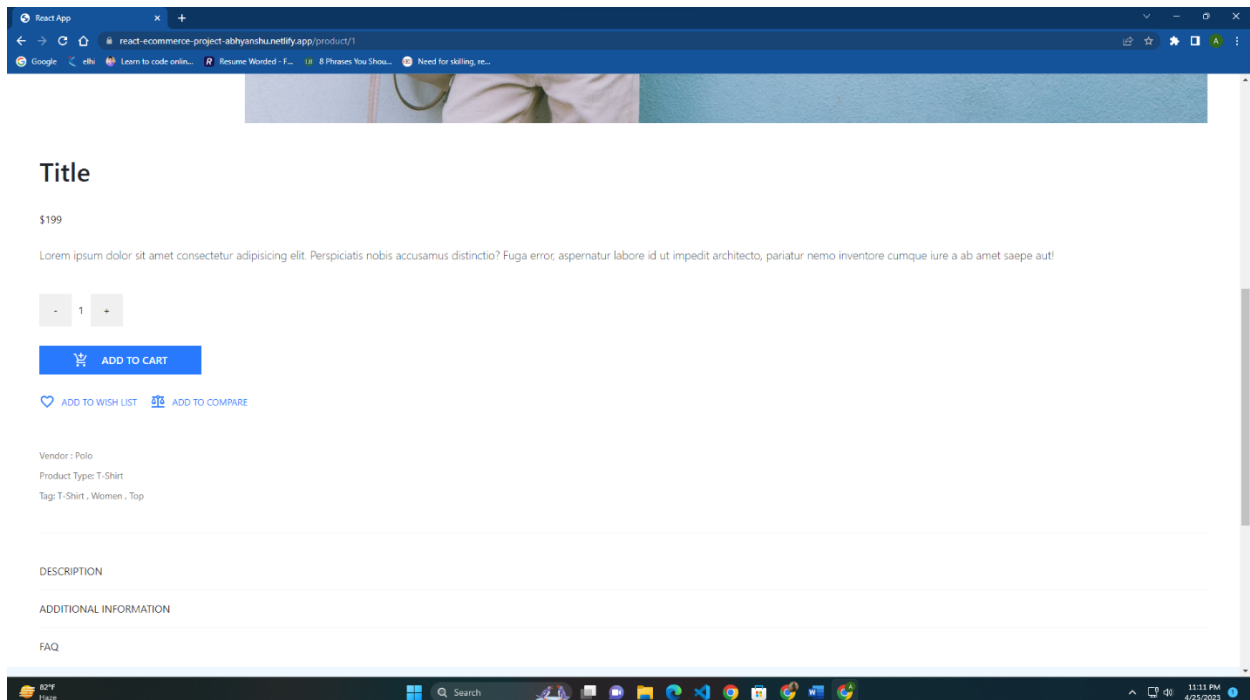 React App
react-ecommerce-project-abhyanshu.netlify.app/product/1
A
Google elhi Learn to code onlin... Resume Worded - F... 8 Phrases You Shou... Need for skilling, re...
Title
$199
Lorem ipsum dolor sit amet consectetur adipisicing elit. Perspiciatis nobis accusamus distinctio? Fuga error, aspernatur labore id ut impedit architecto, pariatur nemo inventore cumque iure a ab amet saepe aut!
- 1 +
ADD TO CART
ADD TO WISH LIST ADD TO COMPARE
Vendor : Polo
Product Type: T-Shirt
Tag: T-Shirt , Women , Top
DESCRIPTION
ADDITIONAL INFORMATION
FAQ
82°F
Haze
Search
11:11 PM
4/25/2023